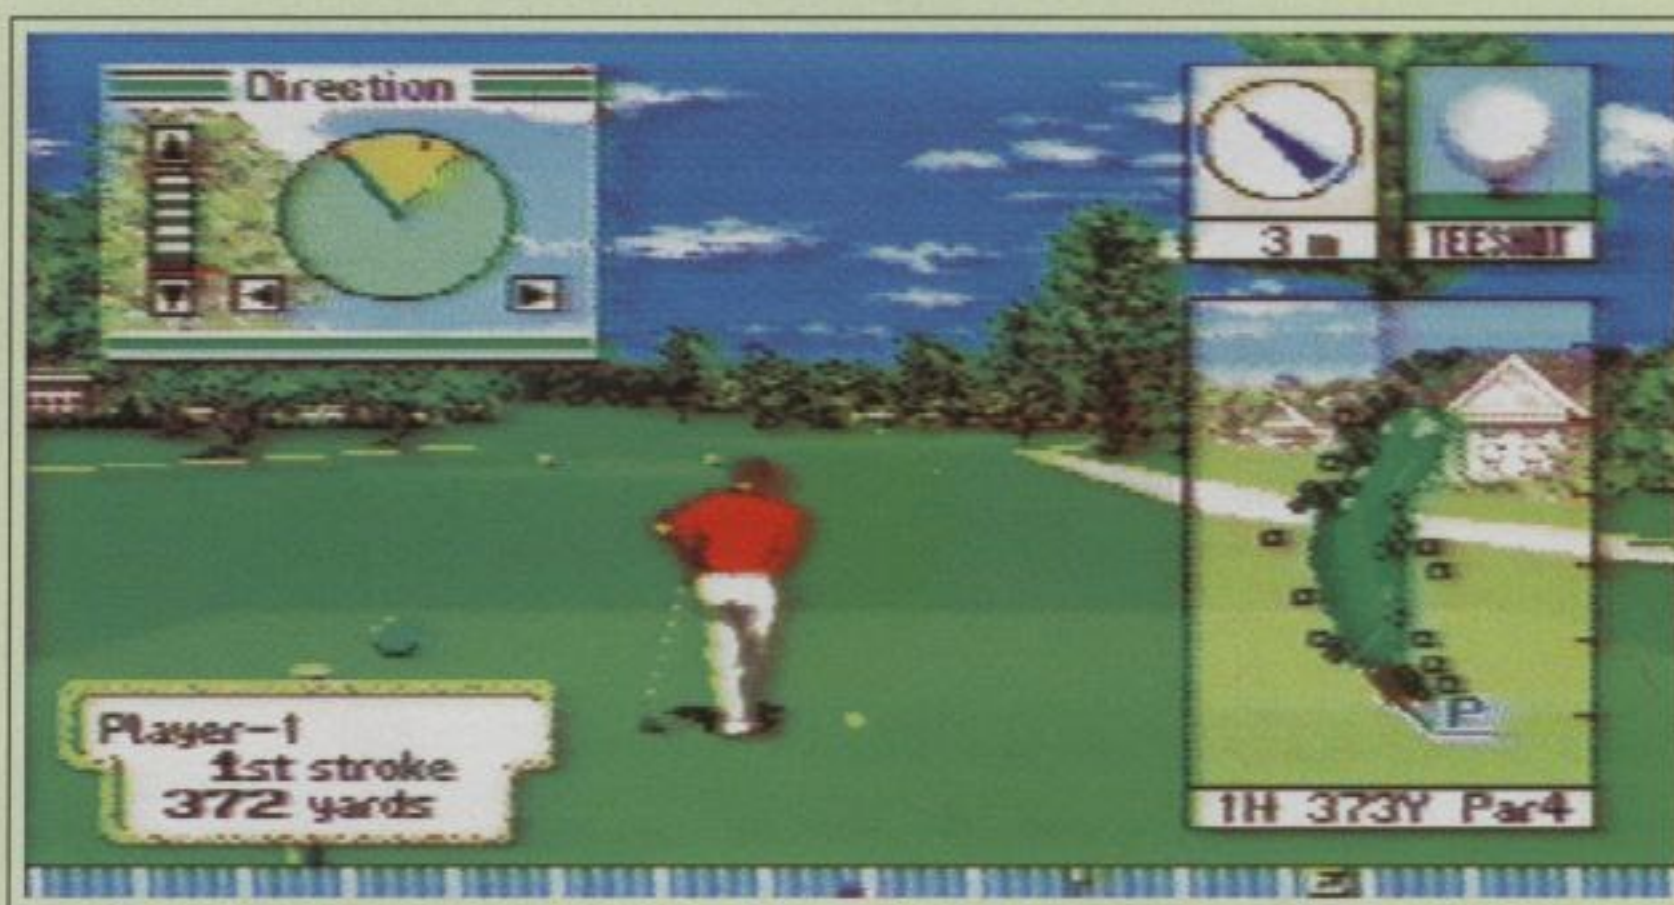 Direction
3 m
TEESHOT
P
Player-1
1st stroke
372 yards
1H 373Y Par4